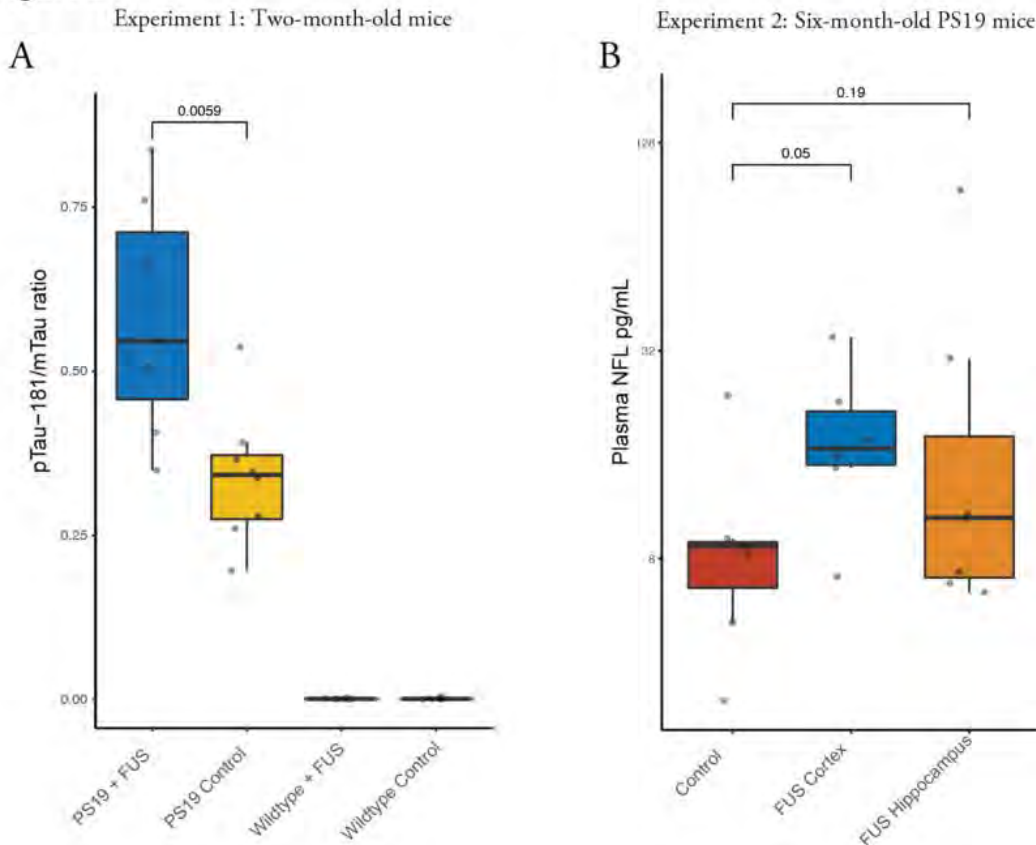 Experiment 1: Two-month-old mice
A
0.0059
0.75
0.50
0.25
0.00
pTau-181/mTau ratio
PS19 + FUS
PS19 Control
Wildtype + FUS
Wildtype Control
Experiment 2: Six-month-old PS19 mice
B
0.19
0.05
32
8
Plasma NFL pg/mL
Control
FUS Cortex
FUS Hippocampus